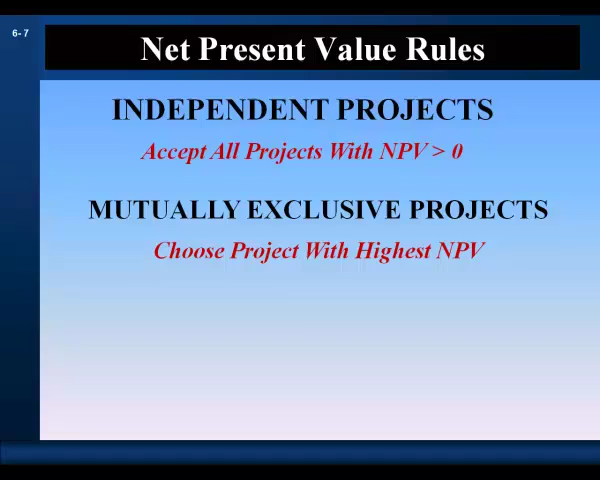 6- 7
Net Present Value Rules
INDEPENDENT PROJECTS
Accept All Projects With NPV > 0
MUTUALLY EXCLUSIVE PROJECTS
Choose Project With Highest NPV